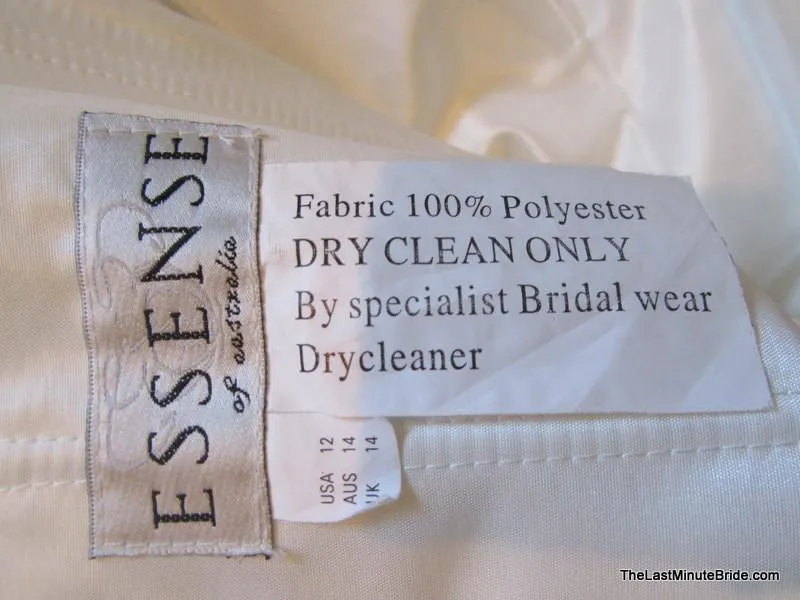 ESSENSE
of australia
Fabric 100% Polyester
DRY CLEAN ONLY
By specialist Bridal wear
Drycleaner
USA 12
AUS 14
UK 14
TheLastMinuteBride.com